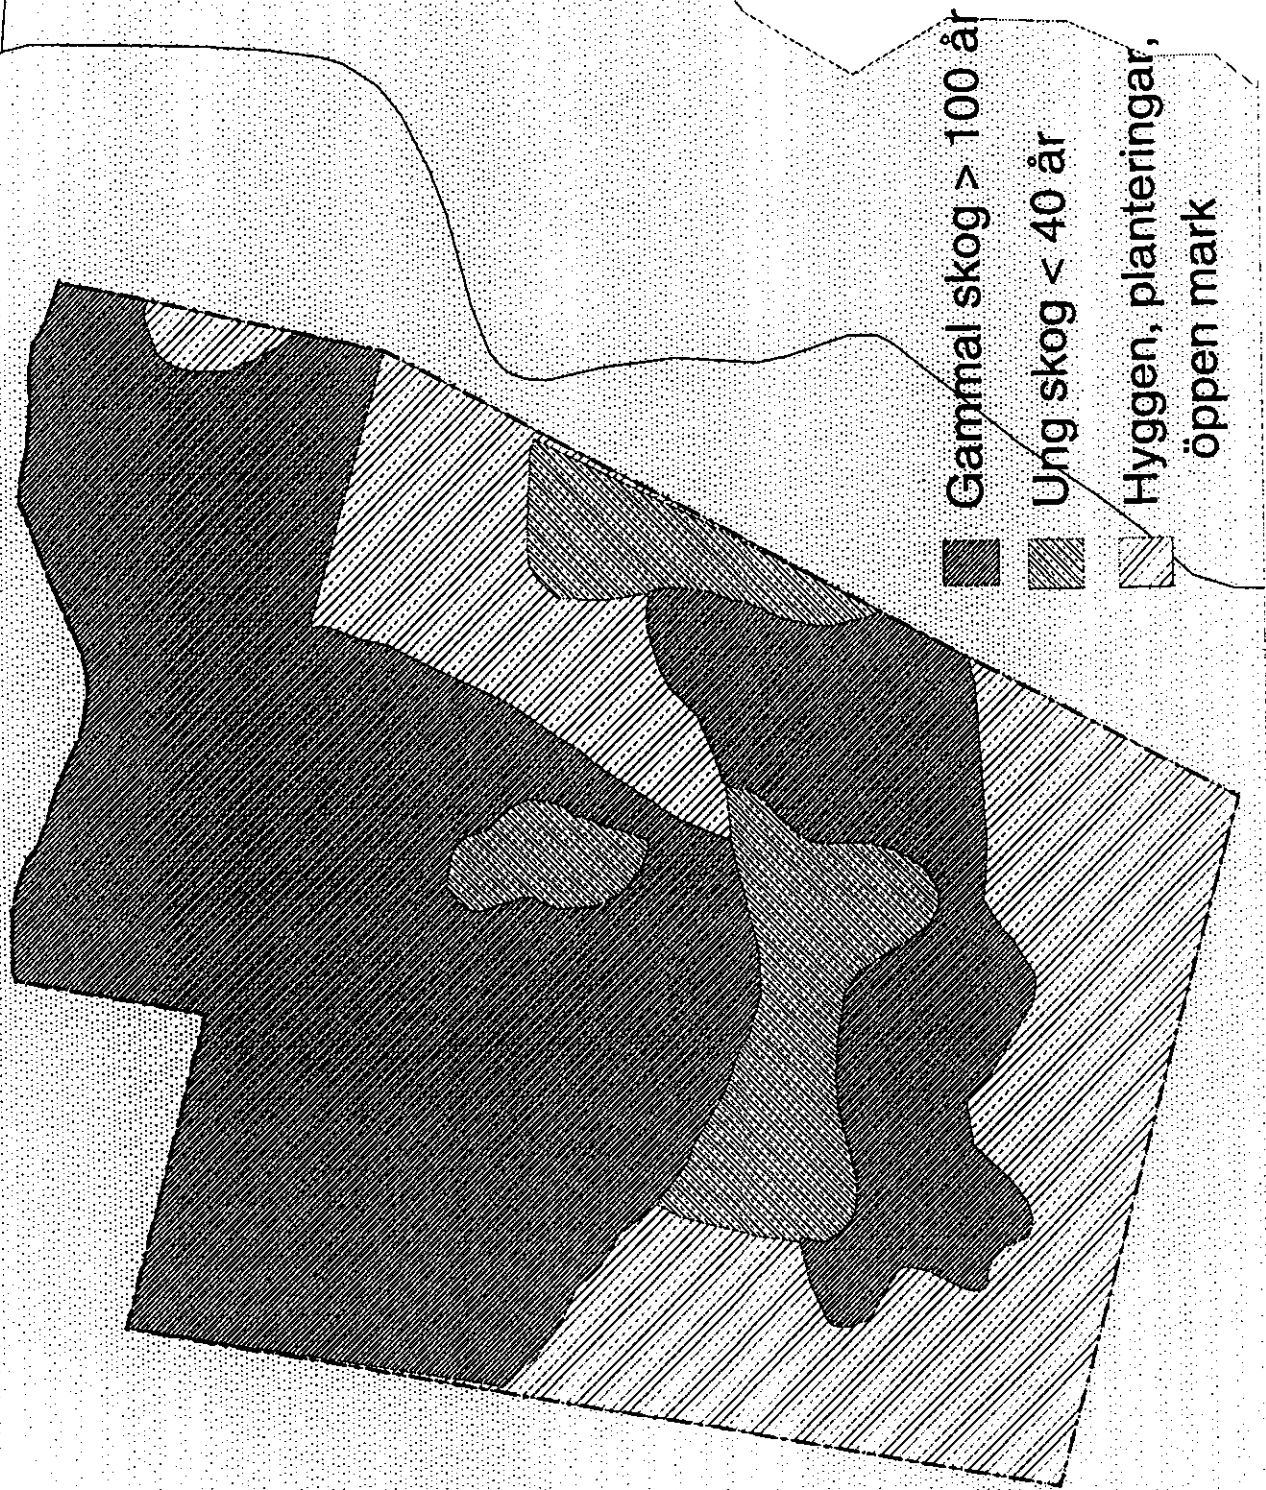 Gammal skog > 100 år
Ung skog < 40 år
Hyggen, planteringar,
öppen mark